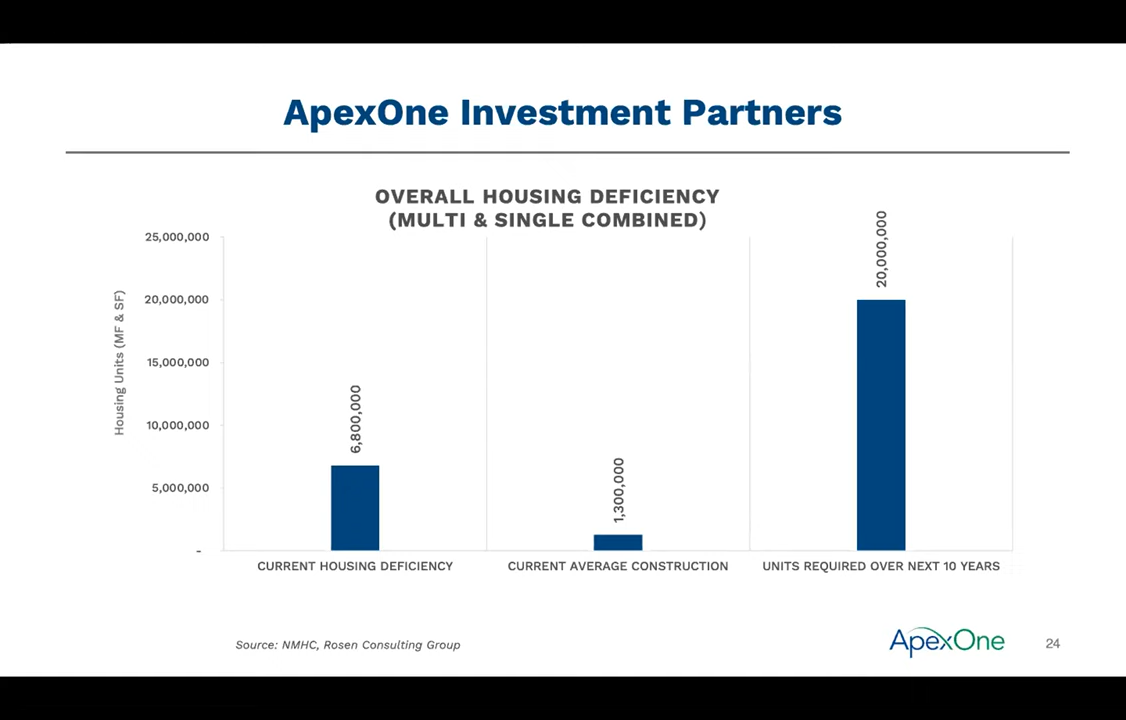 ApexOne Investment Partners
OVERALL HOUSING DEFICIENCY
(MULTI & SINGLE COMBINED)
Housing Units (MF & SF)
25,000,000
20,000,000
15,000,000
10,000,000
5,000,000
-
6,800,000
1,300,000
20,000,000
CURRENT HOUSING DEFICIENCY
CURRENT AVERAGE CONSTRUCTION
UNITS REQUIRED OVER NEXT 10 YEARS
Source: NMHC, Rosen Consulting Group
ApexOne
24